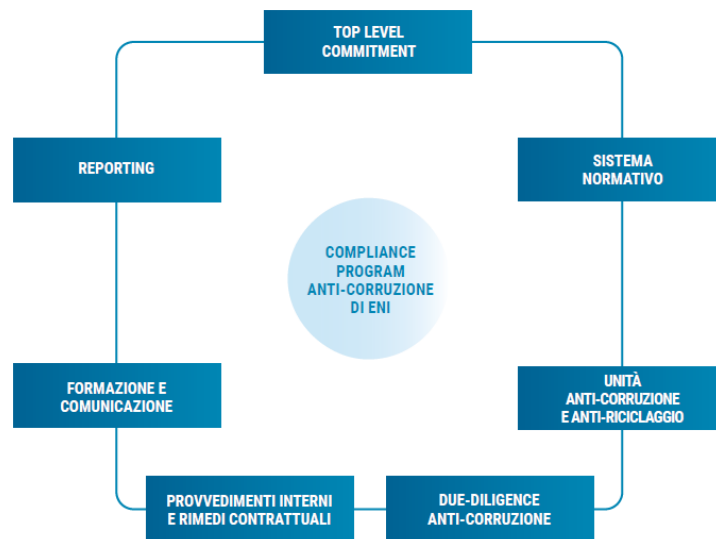 TOP LEVEL
COMMITMENT
REPORTING
SISTEMA
NORMATIVO
COMPLIANCE
PROGRAM
ANTI-CORRUZIONE
DI ENI
FORMAZIONE E
COMUNICAZIONE
UNITÀ
ANTI-CORRUZIONE
E ANTI-RICICLAGGIO
PROVVEDIMENTI INTERNI
E RIMEDI CONTRATTUALI
DUE-DILIGENCE
ANTI-CORRUZIONE